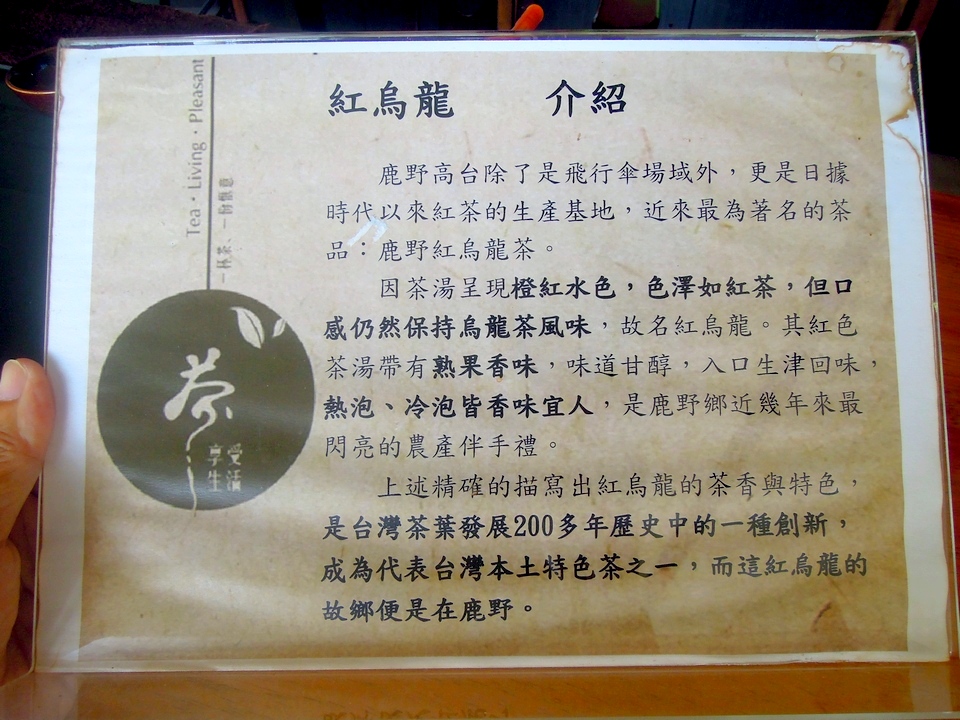 紅烏龍 介紹
鹿野高台除了是飛行傘場域外，更是日據
時代以來紅茶的生產基地，近來最為著名的茶
品：鹿野紅烏龍茶。
因茶湯呈現橙紅水色，色澤如紅茶，但口
感仍然保持烏龍茶風味，故名紅烏龍。其紅色
茶湯帶有熟果香味，味道甘醇，入口生津回味，
熱泡、冷泡皆香味宜人，是鹿野鄉近幾年來最
閃亮的農產伴手禮。
上述精確的描寫出紅烏龍的茶香與特色，
是台灣茶葉發展200多年歷史中的一種創新，
成為代表台灣本土特色茶之一，而這紅烏龍的
故鄉便是在鹿野。
Tea・Living・Pleasant
一杯茶、一份愜意
茶
享受
生活